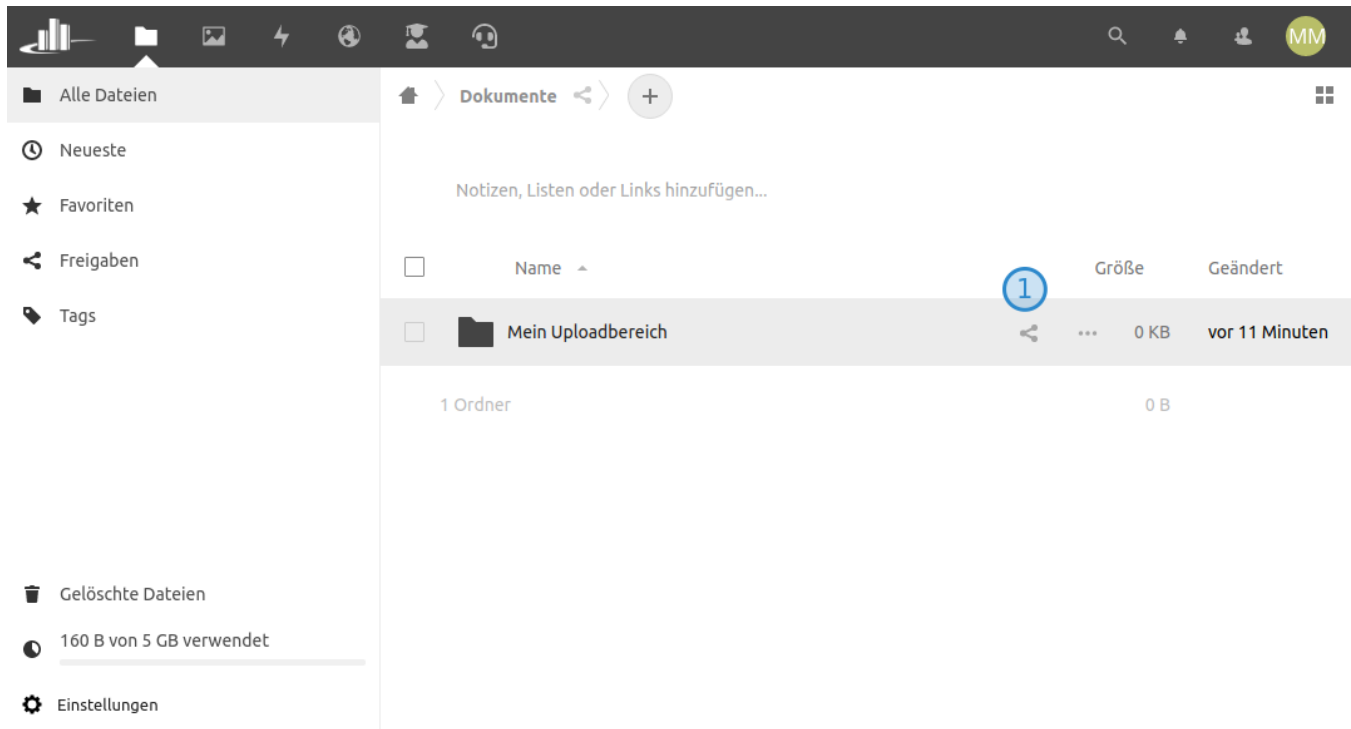 MM
Alle Dateien
Dokumente
Neueste
Notizen, Listen oder Links hinzufügen...
Favoriten
Freigaben
Name Größe Geändert
1
Tags
Mein Uploadbereich ... 0 KB vor 11 Minuten
1 Ordner 0 B
Gelöschte Dateien
160 B von 5 GB verwendet
Einstellungen